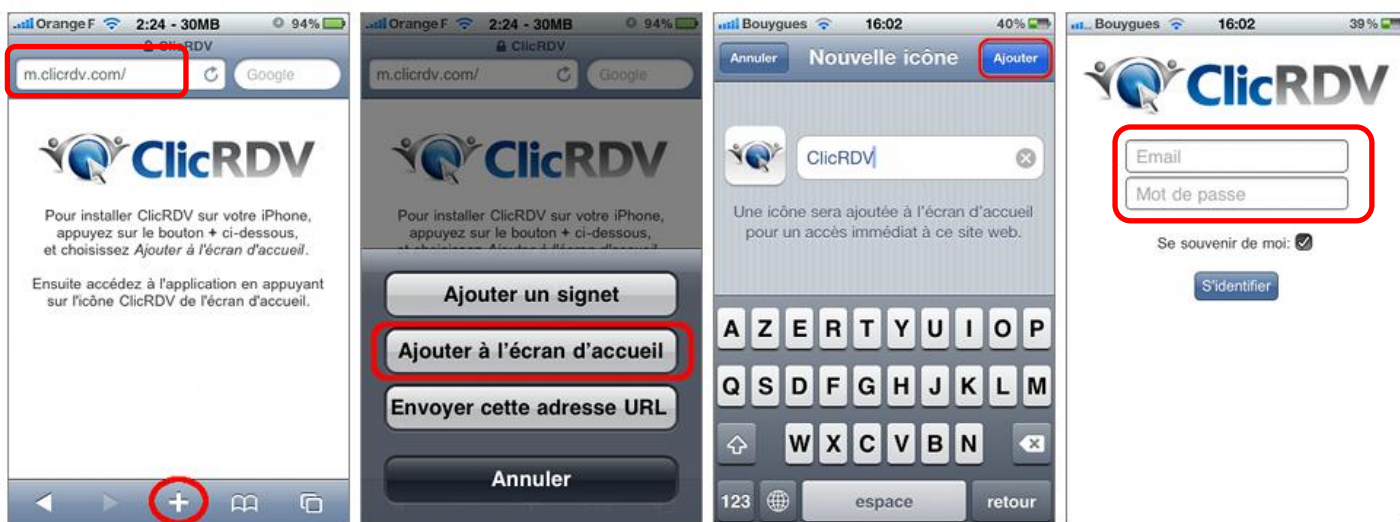 Orange F 2:24 - 30MB 94%
ClicRDV
m.clicrdv.com/ Google
ClicRDV
Pour installer ClicRDV sur votre iPhone,
appuyez sur le bouton + ci-dessous,
et choisissez Ajouter à l'écran d'accueil.
Ensuite accédez à l'application en appuyant
sur l'icône ClicRDV de l'écran d'accueil.
Orange F 2:24 - 30MB 94%
ClicRDV
m.clicrdv.com/ Google
ClicRDV
Pour installer ClicRDV sur votre iPhone,
appuyez sur le bouton + ci-dessous,
et choisissez Ajouter à l'écran d'accueil.
Ajouter un signet
Ajouter à l'écran d'accueil
Envoyer cette adresse URL
Annuler
Bouygues 16:02 40%
Annuler Nouvelle icône Ajouter
ClicRDV
Une icône sera ajoutée à l'écran d'accueil
pour un accès immédiat à ce site web.
A Z E R T Y U I O P
Q S D F G H J K L M
W X C V B N
123 espace retour
Bouygues 16:02 39%
ClicRDV
Email
Mot de passe
Se souvenir de moi:
S'identifier